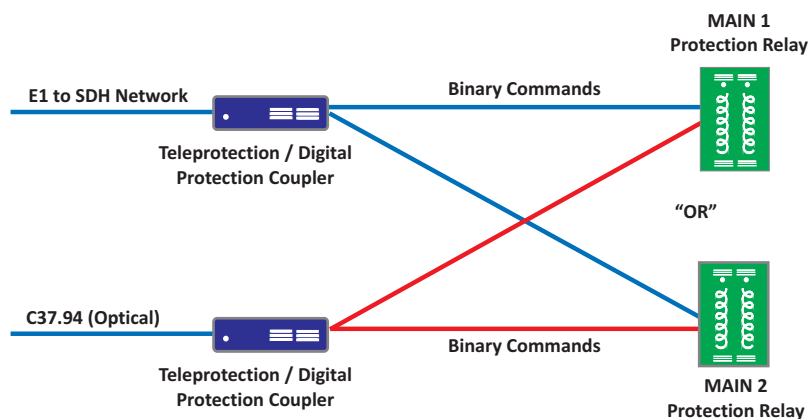 MAIN 1
Protection Relay
E1 to SDH Network
Binary Commands
Teleprotection / Digital
Protection Coupler
“OR”
C37.94 (Optical)
Binary Commands
Teleprotection / Digital
Protection Coupler
MAIN 2
Protection Relay